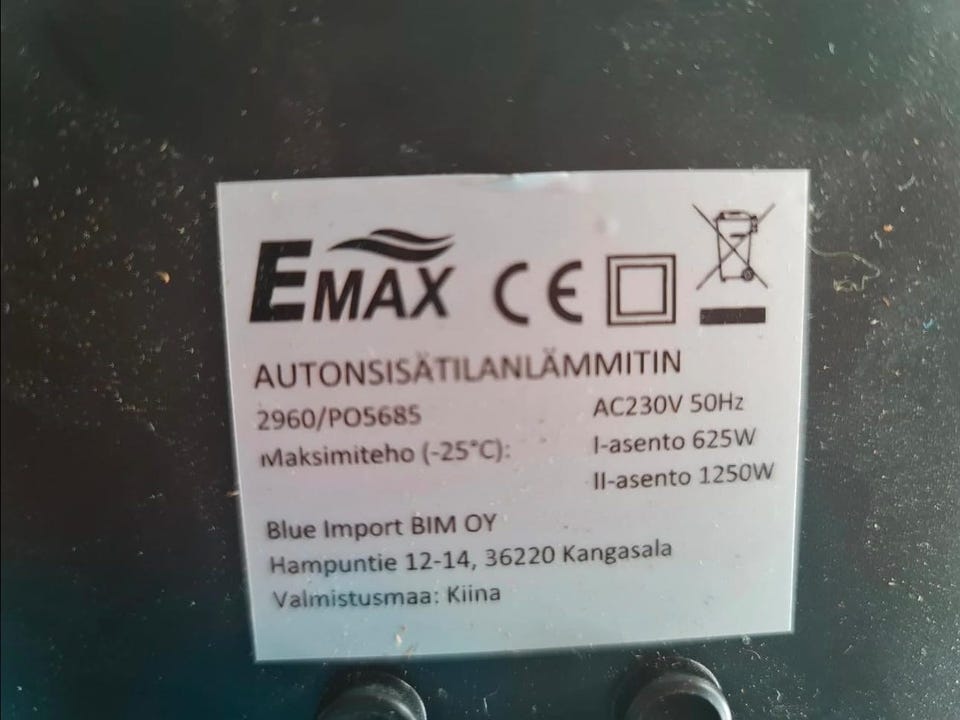 EMAX CE
AUTONSISÄTILANLÄMMITIN
2960/PO5685 AC230V 50Hz
Maksimiteho (-25°C): I-asento 625W
II-asento 1250W
Blue Import BIM OY
Hampuntie 12-14, 36220 Kangasala
Valmistusmaa: Kiina